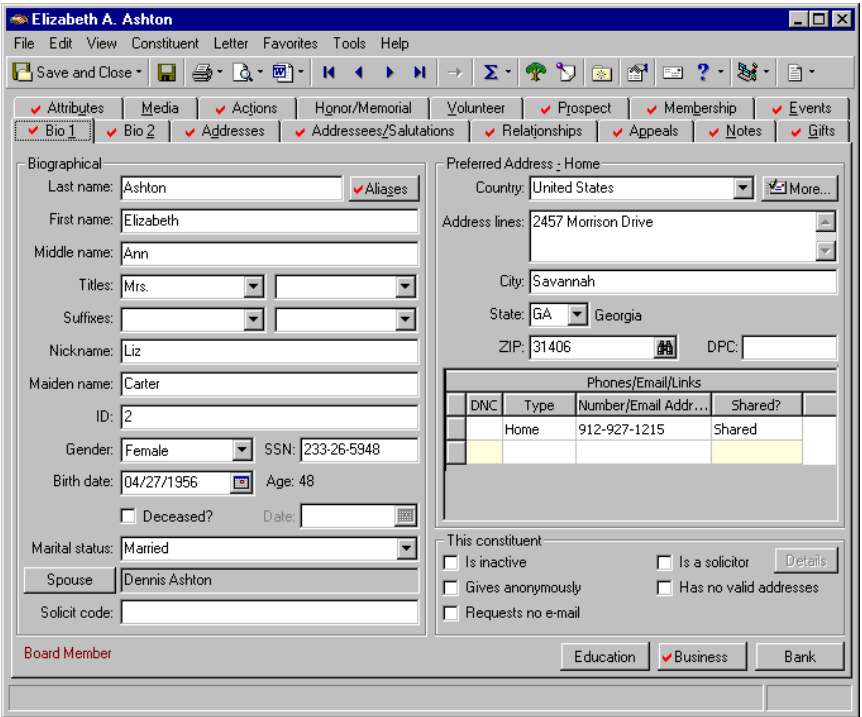 Elizabeth A. Ashton
File Edit View Constituent Letter Favorites Tools Help
Save and Close
Attributes Media Actions Honor/Memorial Volunteer Prospect Membership Events
Bio 1 Bio 2 Addresses Addressees/Salutations Relationships Appeals Notes Gifts
Biographical
Last name: Ashton Aliases
First name: Elizabeth
Middle name: Ann
Titles: Mrs.
Suffixes:
Nickname: Liz
Maiden name: Carter
ID: 2
Gender: Female SSN: 233-26-5948
Birth date: 04/27/1956 Age: 48
Deceased? Date:
Marital status: Married
Spouse Dennis Ashton
Solicit code:
Preferred Address - Home
Country: United States More...
Address lines: 2457 Morrison Drive
City: Savannah
State: GA Georgia
ZIP: 31406 DPC:
Phones/Email/Links
DNC Type Number/Email Addr... Shared?
Home 912-927-1215 Shared
This constituent
Is inactive Is a solicitor Details
Gives anonymously Has no valid addresses
Requests no e-mail
Board Member Education Business Bank